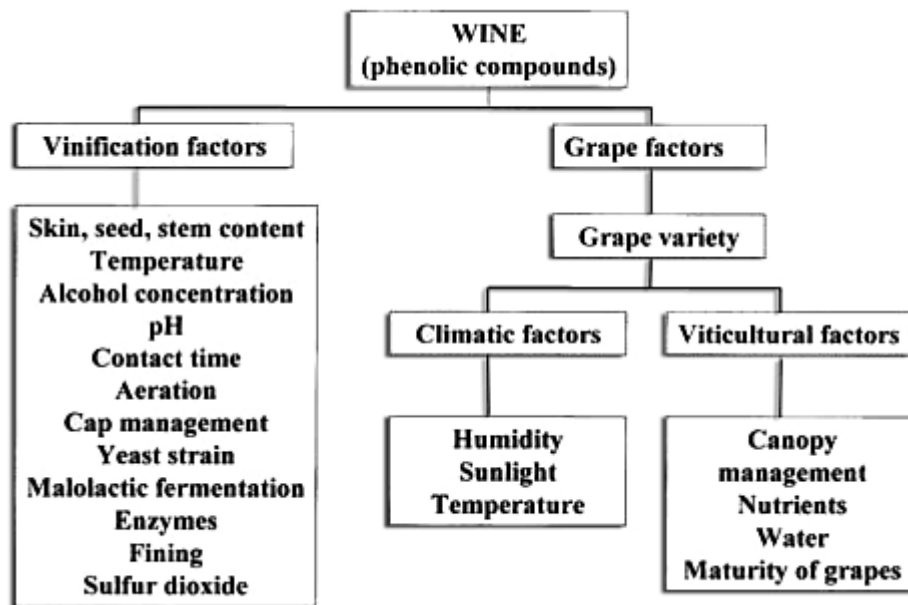 WINE
(phenolic compounds)
Vinification factors
Grape factors
Skin, seed, stem content
Temperature
Alcohol concentration
pH
Contact time
Aeration
Cap management
Yeast strain
Malolactic fermentation
Enzymes
Fining
Sulfur dioxide
Grape variety
Climatic factors
Viticultural factors
Humidity
Sunlight
Temperature
Canopy
management
Nutrients
Water
Maturity of grapes